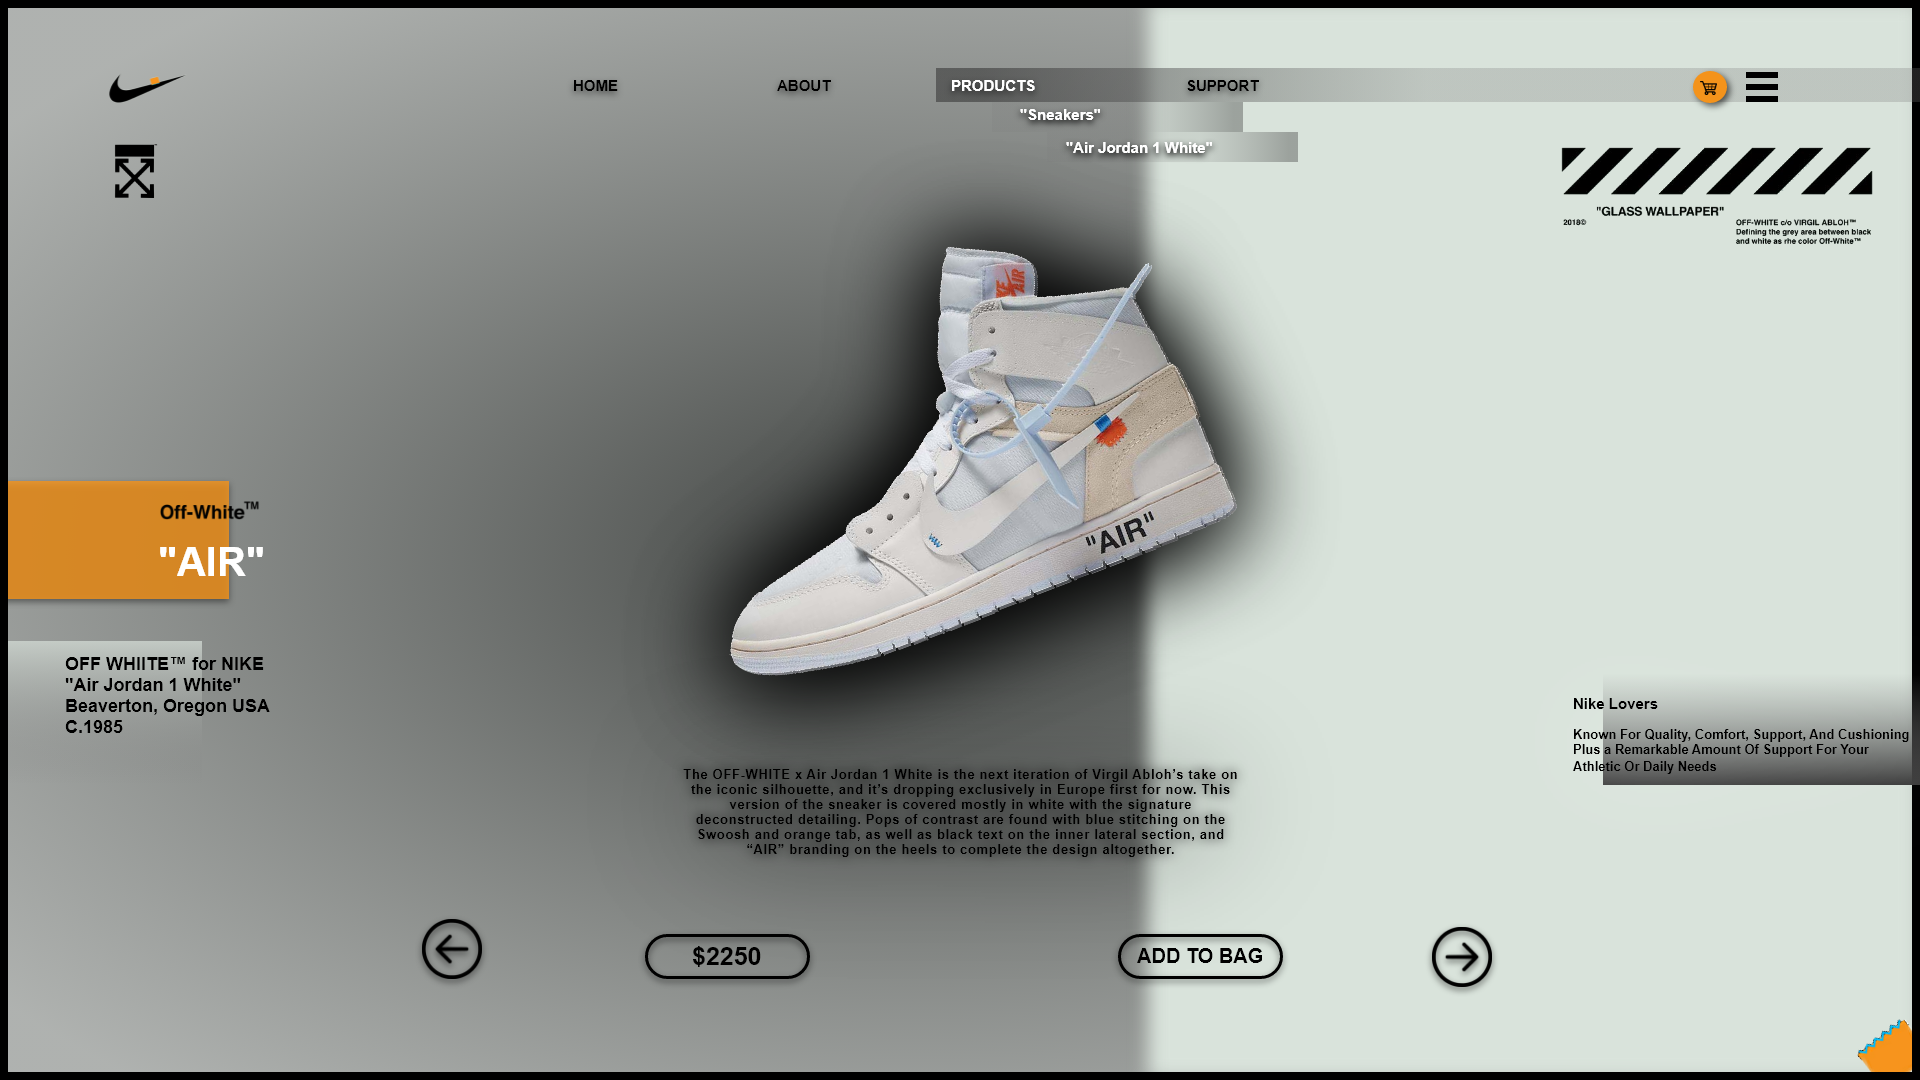 HOME
ABOUT
PRODUCTS
SUPPORT
"Sneakers"
"Air Jordan 1 White"
2018©
"GLASS WALLPAPER"
OFF-WHITE c/o VIRGIL ABLOH™
Defining the grey area between black
and white as rhe color Off-White™
"AIR"
Off-White™
"AIR"
OFF WHIITE™ for NIKE
"Air Jordan 1 White"
Beaverton, Oregon USA
C.1985
Nike Lovers
Known For Quality, Comfort, Support, And Cushioning
Plus a Remarkable Amount Of Support For Your
Athletic Or Daily Needs
The OFF-WHITE x Air Jordan 1 White is the next iteration of Virgil Abloh’s take on
the iconic silhouette, and it’s dropping exclusively in Europe first for now. This
version of the sneaker is covered mostly in white with the signature
deconstructed detailing. Pops of contrast are found with blue stitching on the
Swoosh and orange tab, as well as black text on the inner lateral section, and
“AIR” branding on the heels to complete the design altogether.
$2250
ADD TO BAG